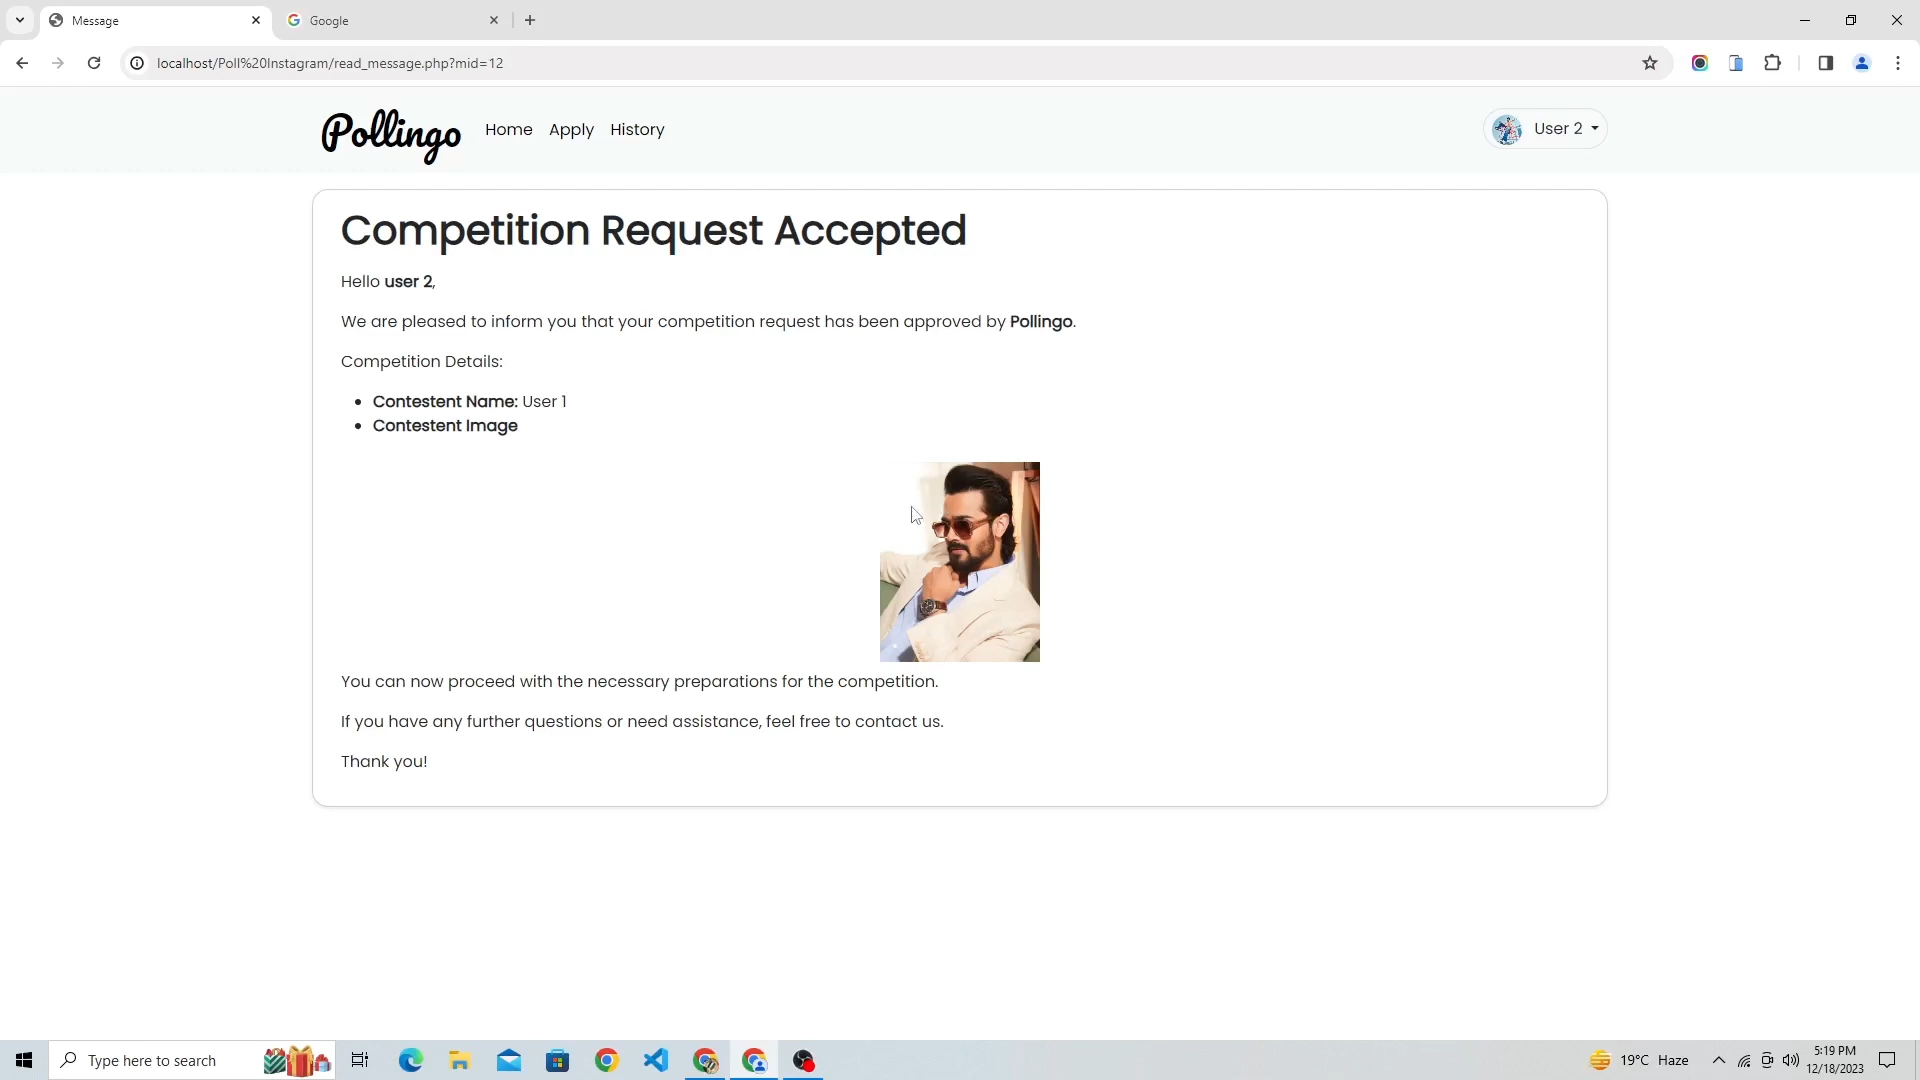 Message
Google
localhost/Poll%20Instagram/read_message.php?mid=12
Pollingo
Home Apply History
User 2
Competition Request Accepted
Hello user 2,
We are pleased to inform you that your competition request has been approved by Pollingo.
Competition Details:
Contestent Name: User 1
Contestent Image
You can now proceed with the necessary preparations for the competition.
If you have any further questions or need assistance, feel free to contact us.
Thank you!
Type here to search
19°C Haze
5:19 PM
12/18/2023